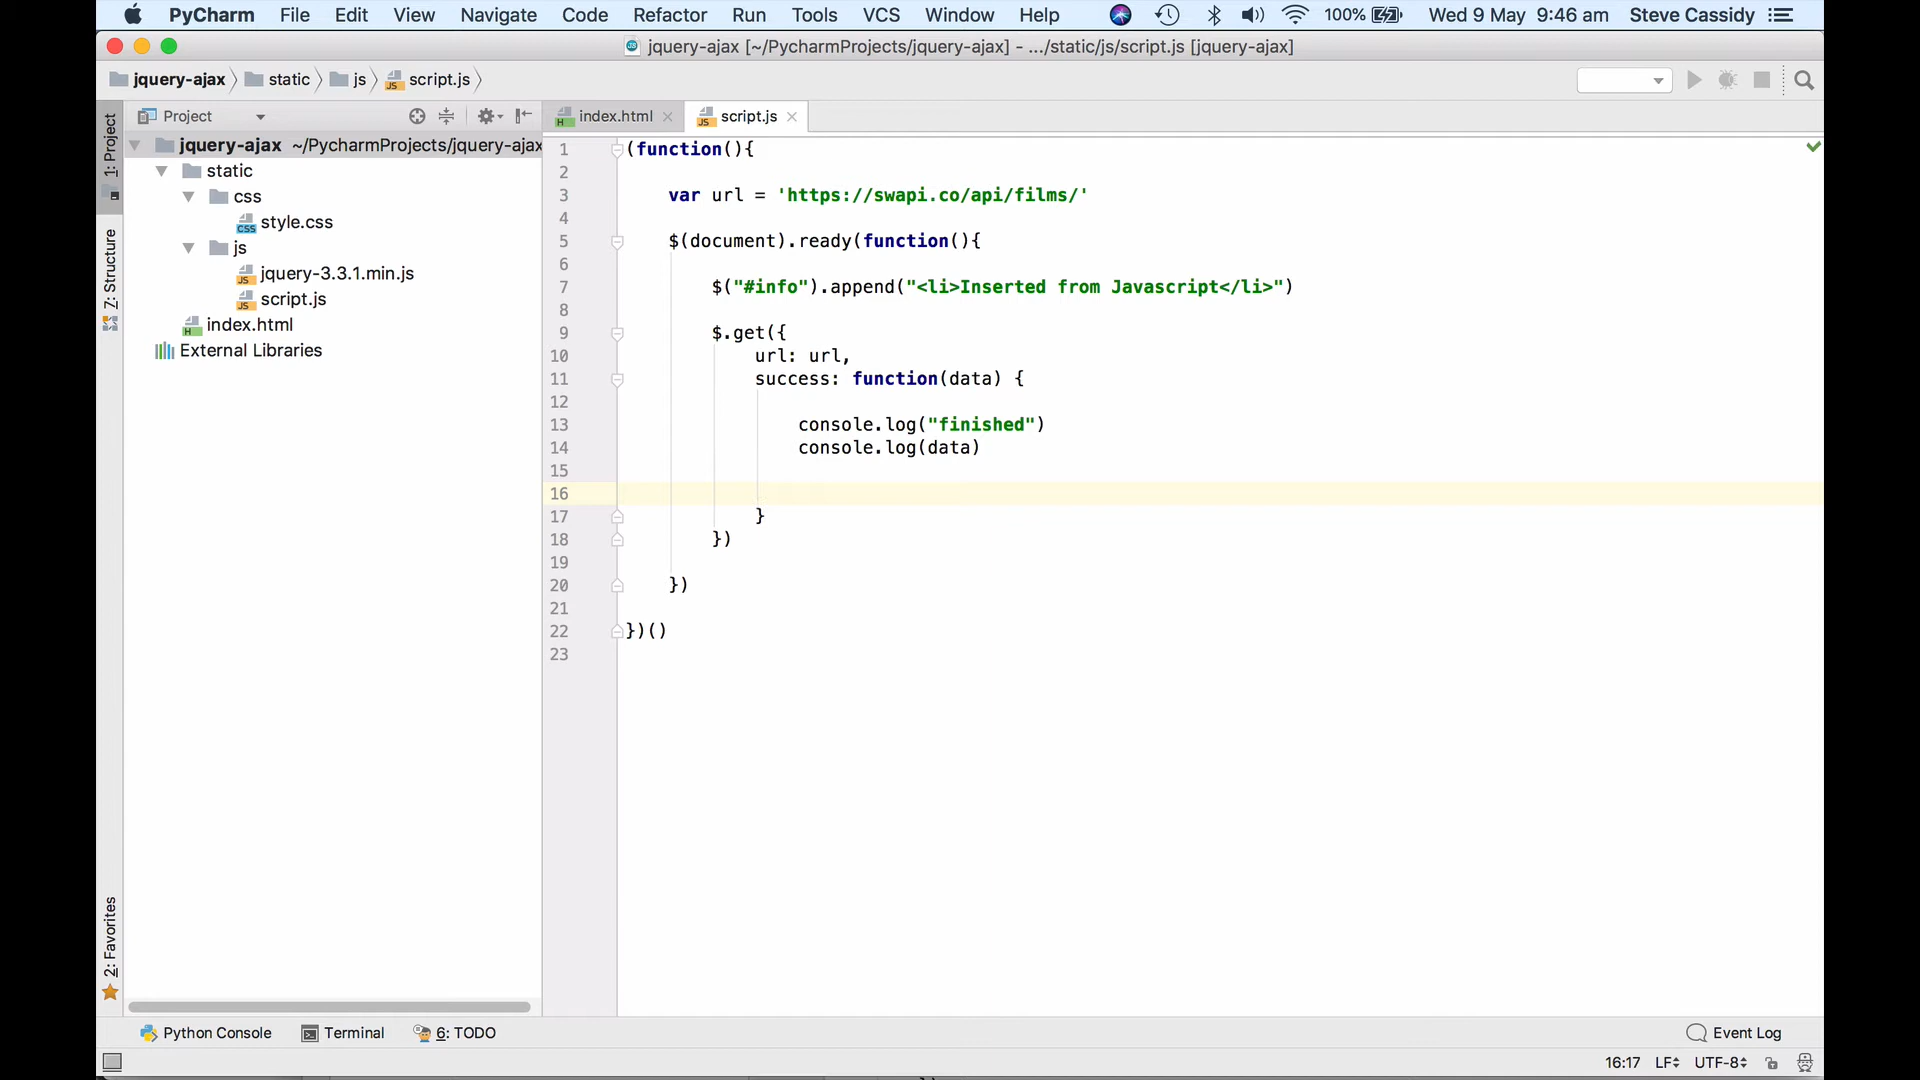 PyCharm File Edit View Navigate Code Refactor Run Tools VCS Window Help 100% Wed 9 May 9:46 am Steve Cassidy
jquery-ajax [~/PycharmProjects/jquery-ajax] - .../static/js/script.js [jquery-ajax]
jquery-ajax static js script.js
Project
index.html script.js
1: Project
Z: Structure
2: Favorites
jquery-ajax ~/PycharmProjects/jquery-ajax
static
css
style.css
js
jquery-3.3.1.min.js
script.js
index.html
External Libraries
1 (function(){
2
3 var url = 'https://swapi.co/api/films/'
4
5 $(document).ready(function(){
6
7 $("#info").append("<li>Inserted from Javascript</li>")
8
9 $.get({
10 url: url,
11 success: function(data) {
12
13 console.log("finished")
14 console.log(data)
15
16
17 }
18 })
19
20 })
21
22 })()
23
Python Console Terminal 6: TODO Event Log
16:17 LF UTF-8